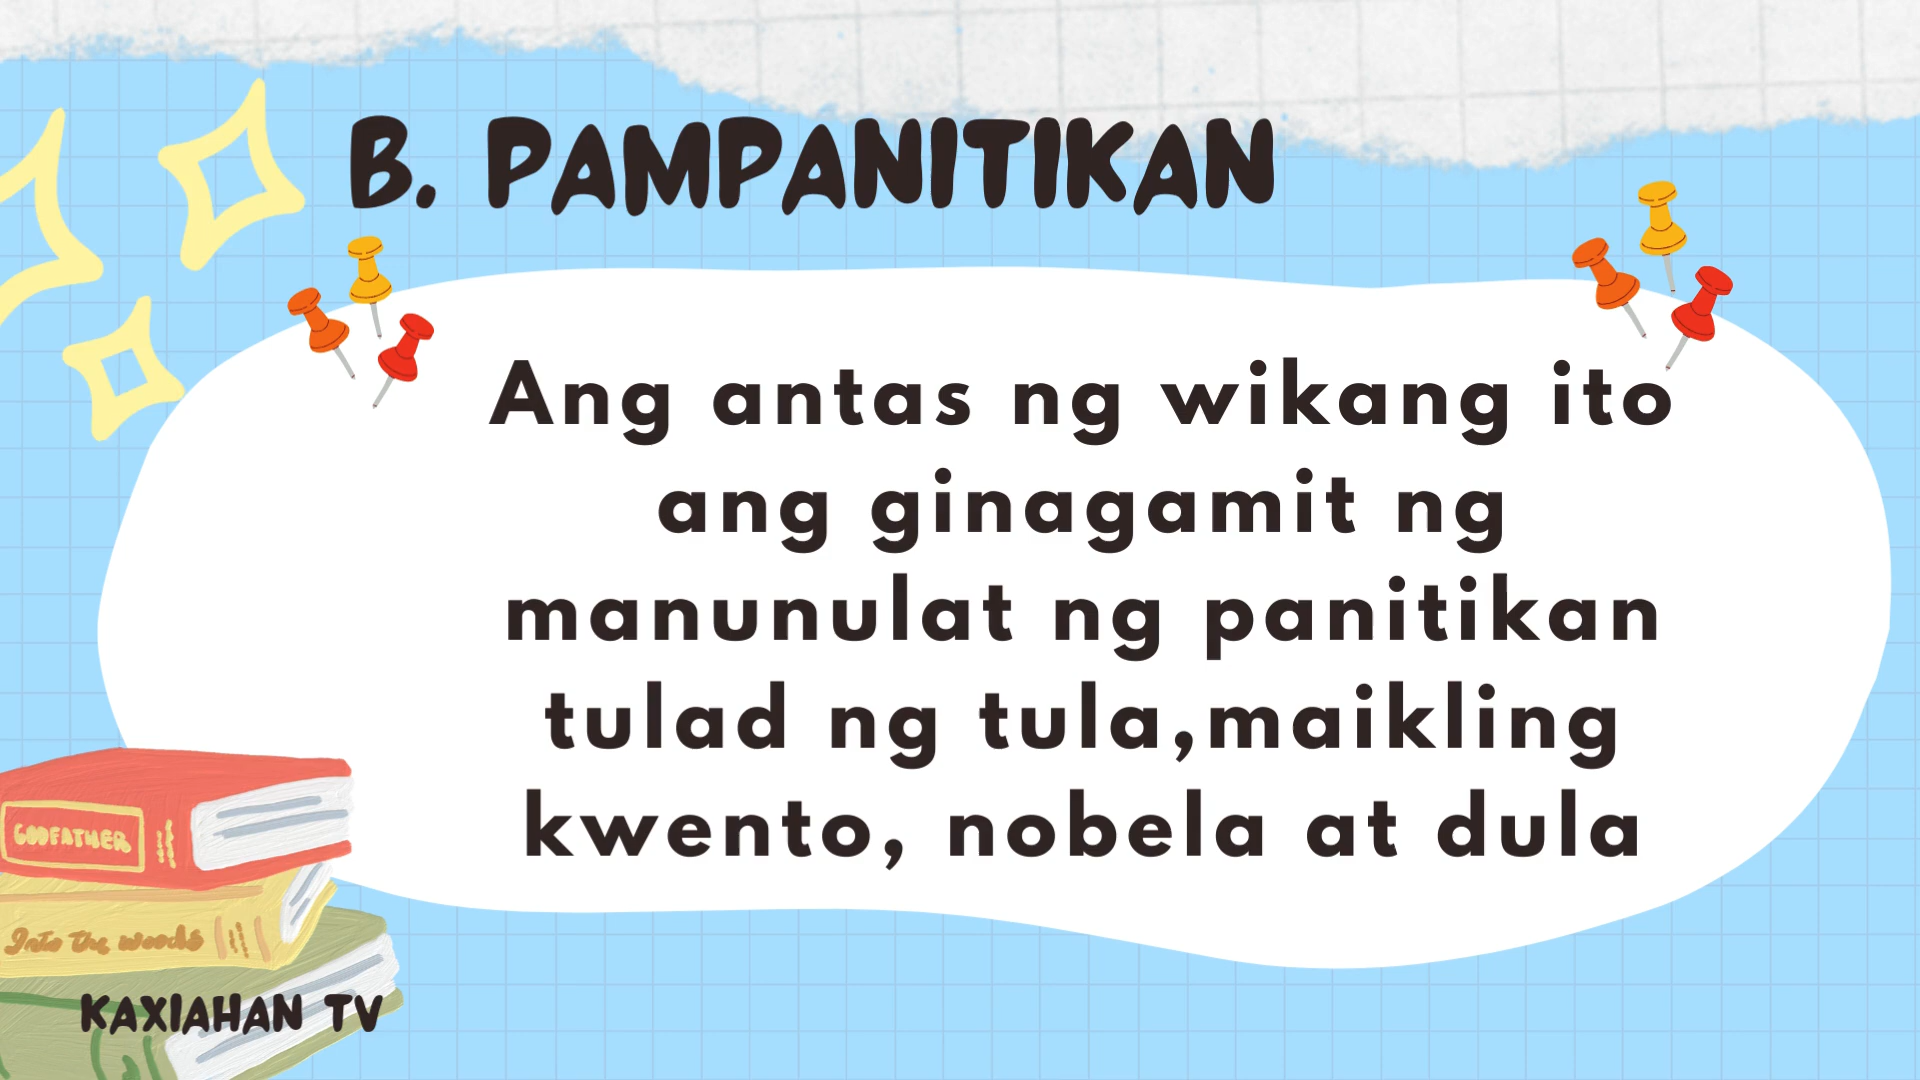 B. PAMPANITIKAN
Ang antas ng wikang ito
ang ginagamit ng
manunulat ng panitikan
tulad ng tula,maikling
kwento, nobela at dula
GODFATHER
Into the woods
KAXIAHAN TV